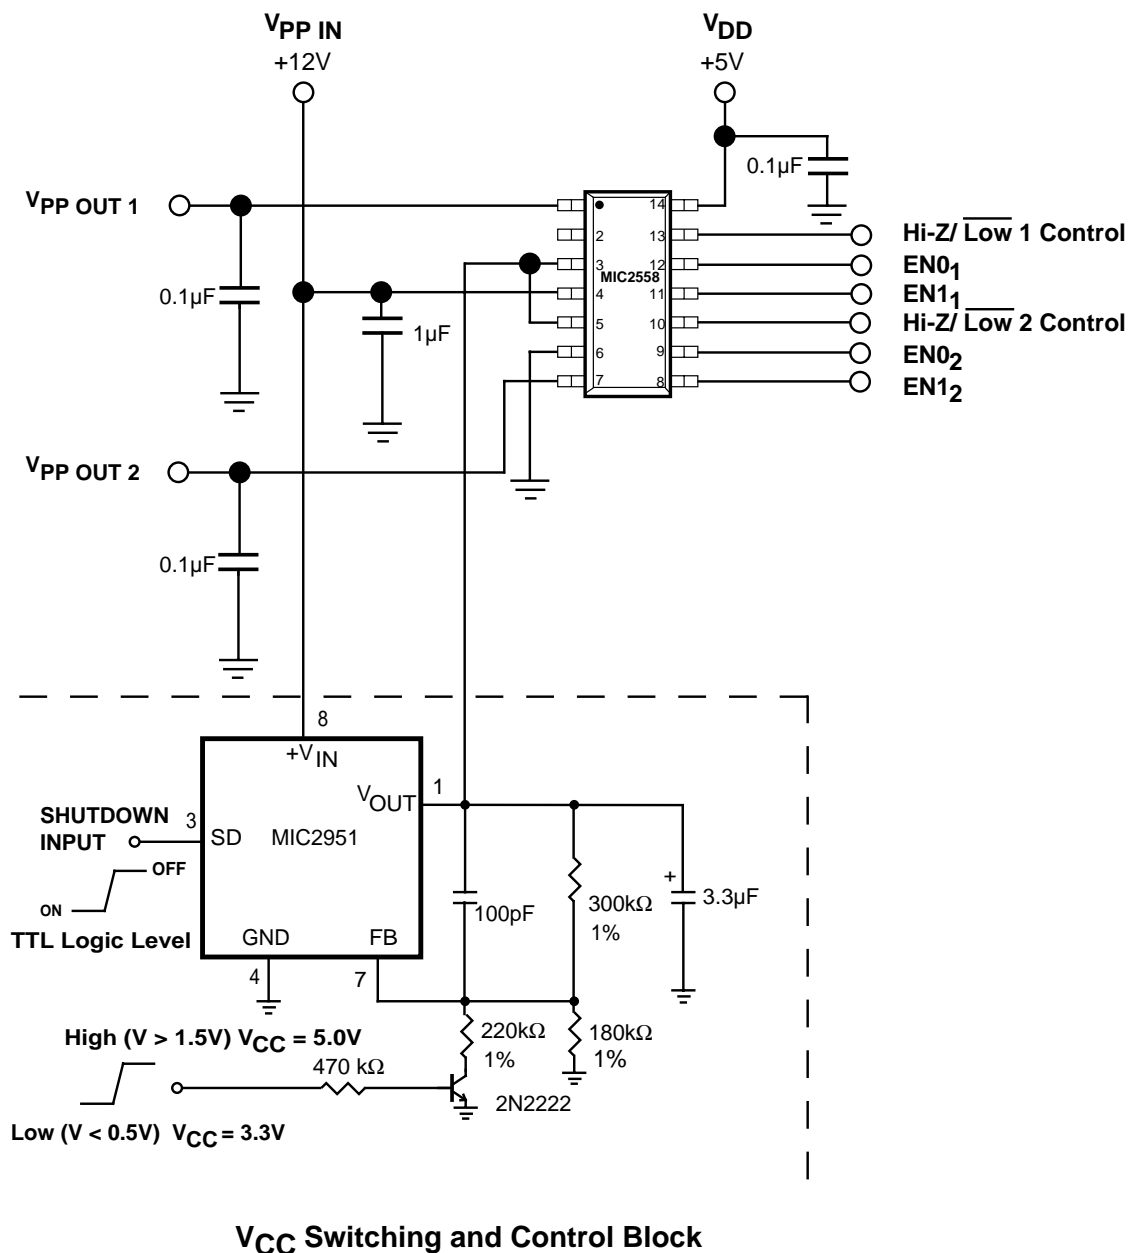 VPP IN
+12V
VDD
+5V
0.1µF
VPP OUT 1
14
2
13
Hi-Z/ Low 1 Control
3
12
EN01
MIC2558
4
11
EN11
0.1µF
1µF
5
10
Hi-Z/ Low 2 Control
6
9
EN02
7
8
EN12
VPP OUT 2
0.1µF
8
+VIN
1
VOUT
SHUTDOWN
INPUT
3
SD
MIC2951
OFF
ON
TTL Logic Level
100pF
300kΩ
1%
+
3.3µF
GND
FB
4
7
High (V > 1.5V) VCC = 5.0V
220kΩ
1%
180kΩ
1%
470 kΩ
2N2222
Low (V < 0.5V) VCC = 3.3V
VCC Switching and Control Block